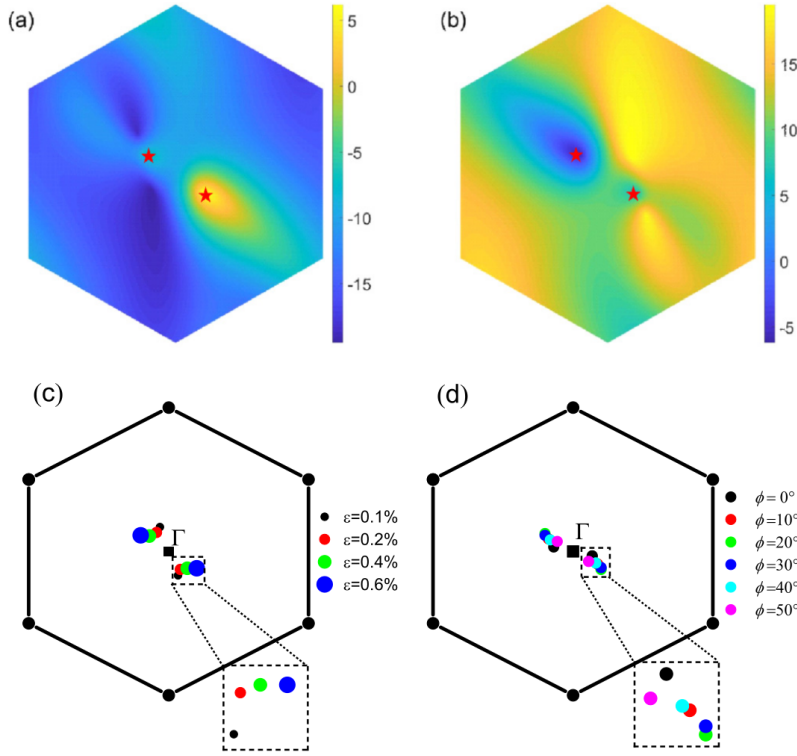 (a)
5
0
-5
-10
-15
(b)
15
10
5
0
-5
(c)
Γ
ε=0.1%
ε=0.2%
ε=0.4%
ε=0.6%
(d)
Γ
ϕ= 0°
ϕ=10°
ϕ=20°
ϕ=30°
ϕ=40°
ϕ=50°